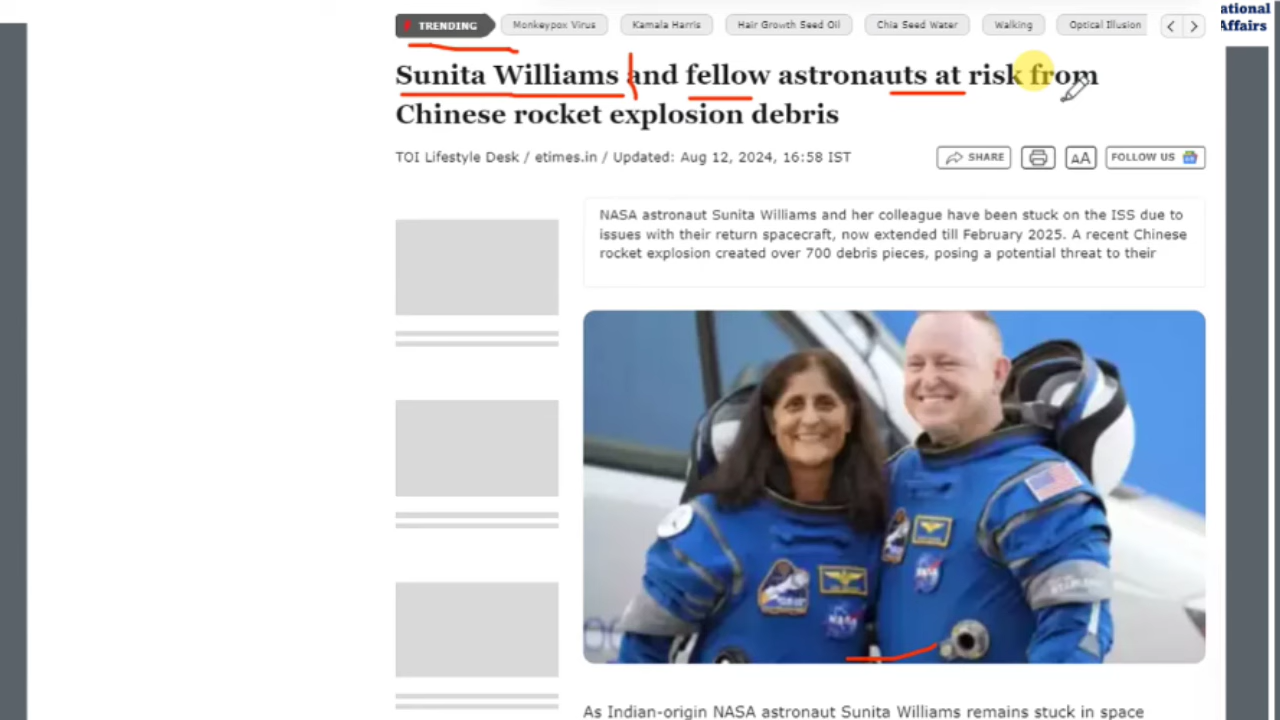 ational
Affairs
TRENDING
Monkeypox Virus
Kamala Harris
Hair Growth Seed Oil
Chia Seed Water
Walking
Optical Illusion
Sunita Williams and fellow astronauts at risk from
Chinese rocket explosion debris
TOI Lifestyle Desk / etimes.in / Updated: Aug 12, 2024, 16:58 IST
SHARE
AA
FOLLOW US
NASA astronaut Sunita Williams and her colleague have been stuck on the ISS due to
issues with their return spacecraft, now extended till February 2025. A recent Chinese
rocket explosion created over 700 debris pieces, posing a potential threat to their
NASA
NASA
As Indian-origin NASA astronaut Sunita Williams remains stuck in space